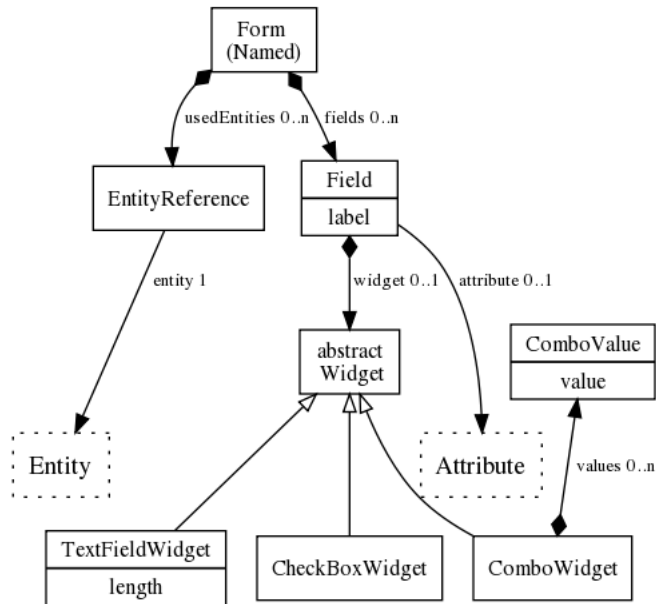 Form
(Named)
usedEntities 0..n
fields 0..n
EntityReference
Field
label
entity 1
widget 0..1
attribute 0..1
abstract
Widget
ComboValue
value
Entity
Attribute
values 0..n
TextFieldWidget
length
CheckBoxWidget
ComboWidget